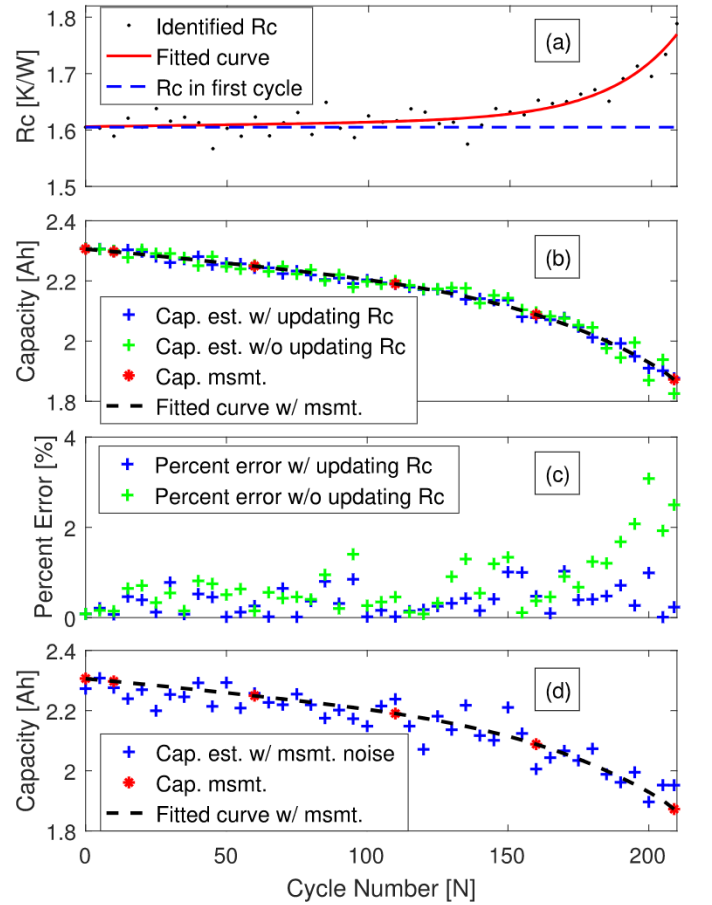 1.8
1.7
1.6
1.5
Rc [K/W]
Identified Rc
Fitted curve
Rc in first cycle
(a)
2.4
2.2
2
1.8
Capacity [Ah]
(b)
Cap. est. w/ updating Rc
Cap. est. w/o updating Rc
Cap. msmt.
Fitted curve w/ msmt.
4
2
0
Percent Error [%]
Percent error w/ updating Rc
Percent error w/o updating Rc
(c)
2.4
2.2
2
1.8
Capacity [Ah]
(d)
Cap. est. w/ msmt. noise
Cap. msmt.
Fitted curve w/ msmt.
0 50 100 150 200
Cycle Number [N]